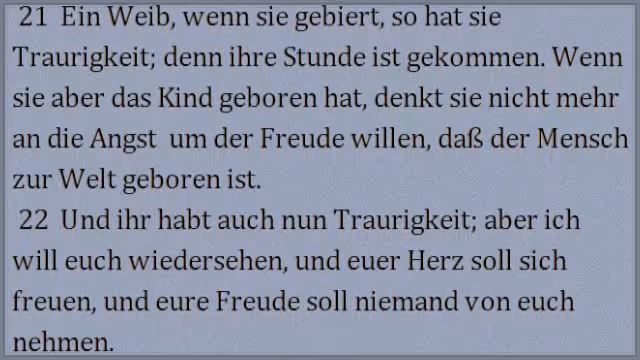 21 Ein Weib, wenn sie gebiert, so hat sie
Traurigkeit; denn ihre Stunde ist gekommen. Wenn
sie aber das Kind geboren hat, denkt sie nicht mehr
an die Angst um der Freude willen, daß der Mensch
zur Welt geboren ist.
22 Und ihr habt auch nun Traurigkeit; aber ich
will euch wiedersehen, und euer Herz soll sich
freuen, und eure Freude soll niemand von euch
nehmen.